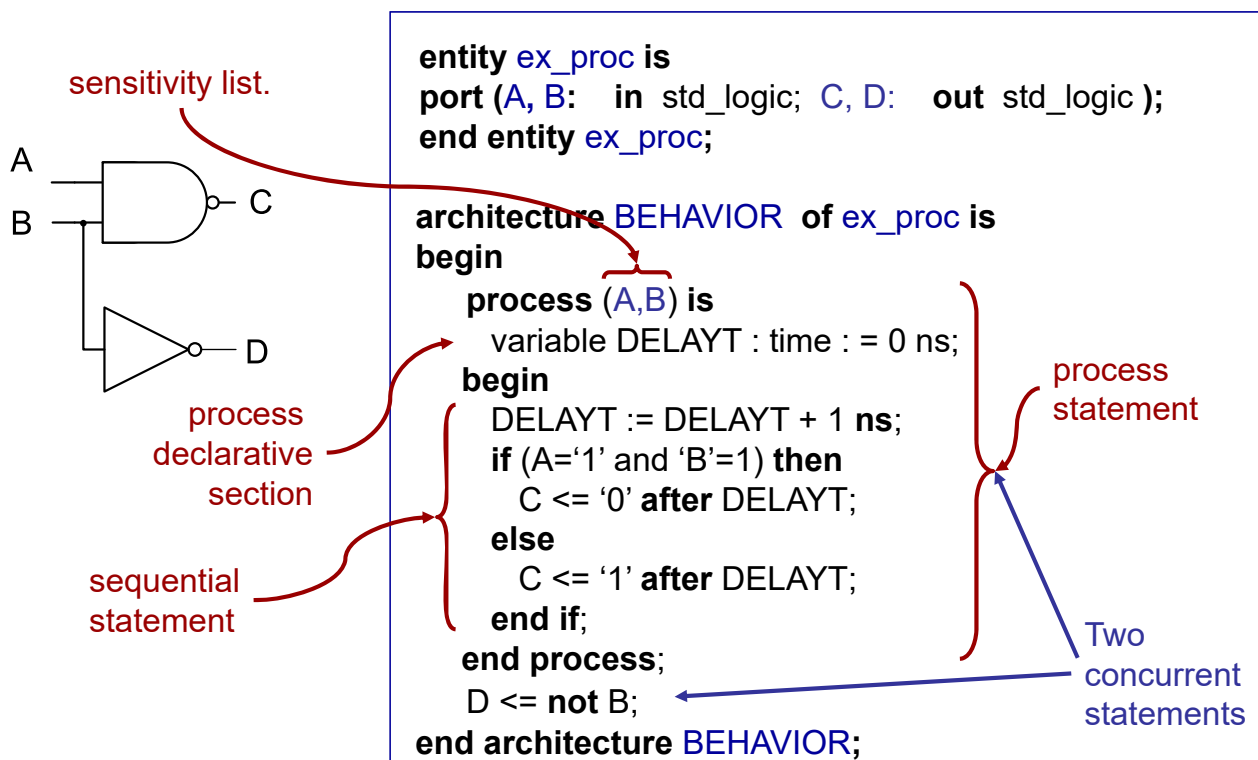 sensitivity list.
A
B
C
D
process
declarative
section
sequential
statement
entity ex_proc is
port (A, B: in std_logic; C, D: out std_logic );
end entity ex_proc;
architecture BEHAVIOR of ex_proc is
begin
process (A,B) is
variable DELAYT : time : = 0 ns;
begin
DELAYT := DELAYT + 1 ns;
if (A=‘1’ and ‘B’=1) then
C <= ‘0’ after DELAYT;
else
C <= ‘1’ after DELAYT;
end if;
end process;
D <= not B;
end architecture BEHAVIOR;
process
statement
Two
concurrent
statements